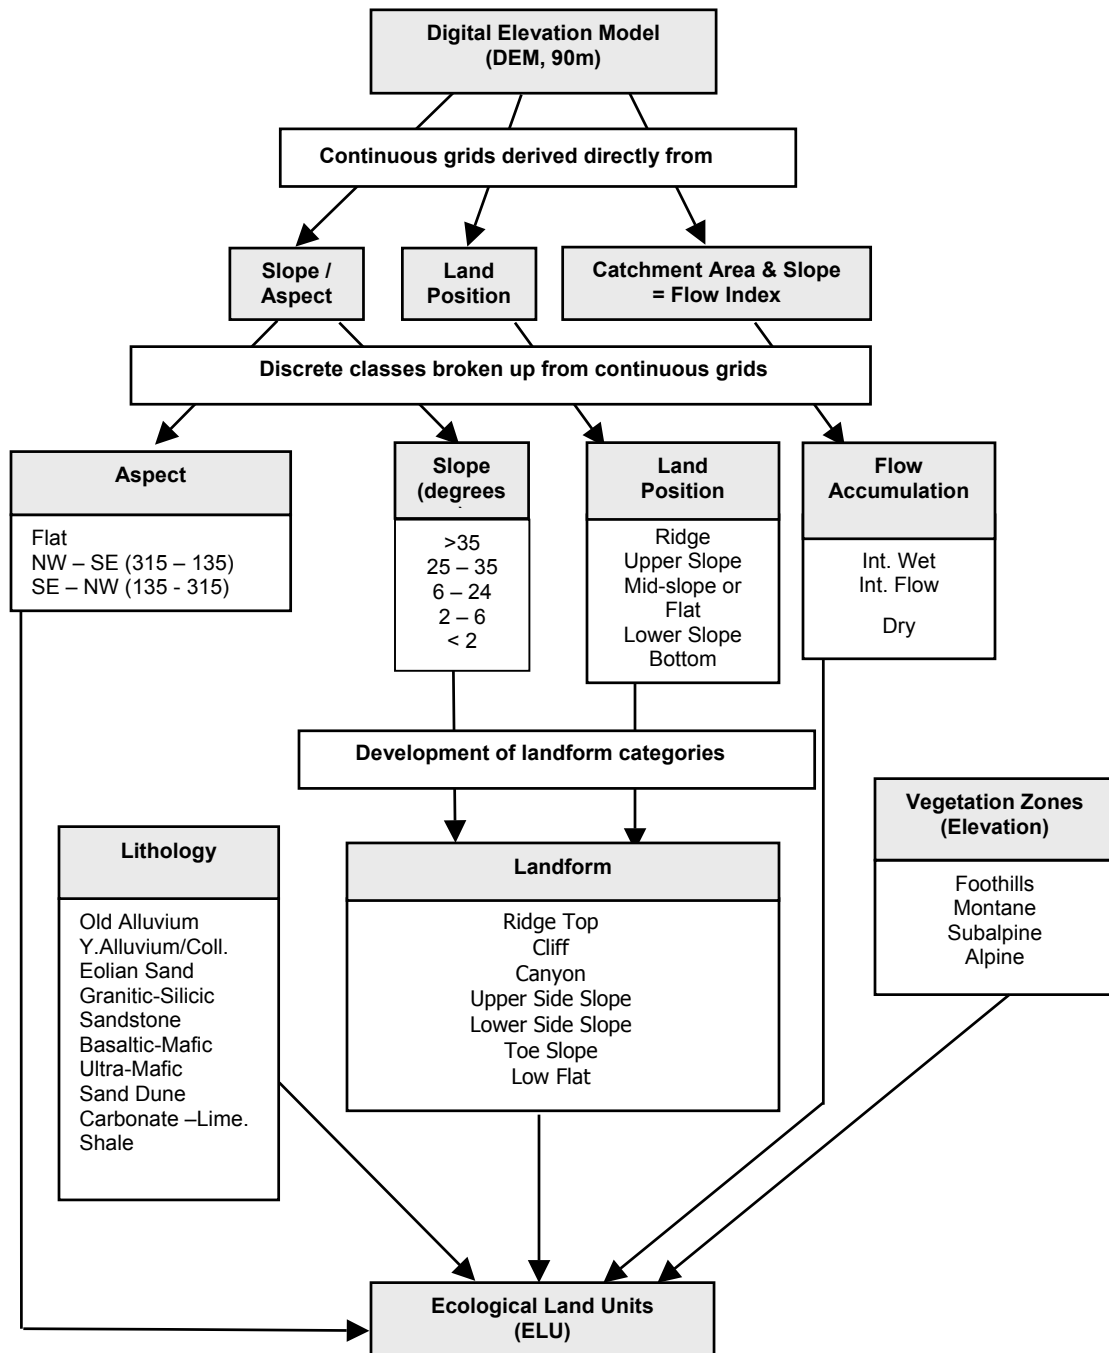 Digital Elevation Model
(DEM, 90m)
Continuous grids derived directly from
Slope /
Aspect
Land
Position
Catchment Area & Slope
= Flow Index
Discrete classes broken up from continuous grids
Aspect
Flat
NW – SE (315 – 135)
SE – NW (135 - 315)
Slope
(degrees
>35
25 – 35
6 – 24
2 – 6
< 2
Land
Position
Ridge
Upper Slope
Mid-slope or
Flat
Lower Slope
Bottom
Flow
Accumulation
Int. Wet
Int. Flow
Dry
Development of landform categories
Vegetation Zones
(Elevation)
Foothills
Montane
Subalpine
Alpine
Lithology
Old Alluvium
Y.Alluvium/Coll.
Eolian Sand
Granitic-Silicic
Sandstone
Basaltic-Mafic
Ultra-Mafic
Sand Dune
Carbonate –Lime.
Shale
Landform
Ridge Top
Cliff
Canyon
Upper Side Slope
Lower Side Slope
Toe Slope
Low Flat
Ecological Land Units
(ELU)